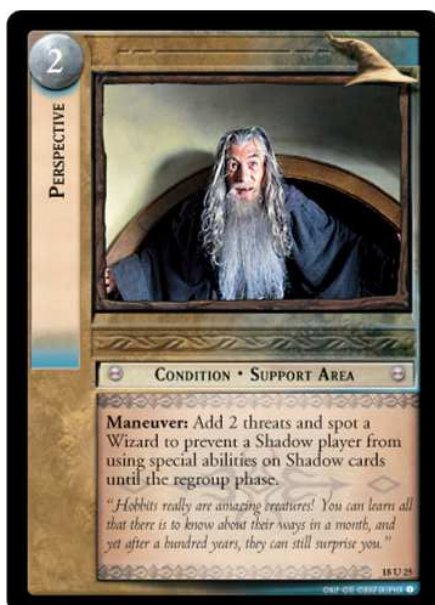 2
PERSPECTIVE
CONDITION • SUPPORT AREA
Maneuver: Add 2 threats and spot a
Wizard to prevent a Shadow player from
using special abilities on Shadow cards
until the regroup phase.
"Hobbits really are amazing creatures! You can learn all
that there is to know about their ways in a month, and
yet after a hundred years, they can still surprise you."
18 U 25